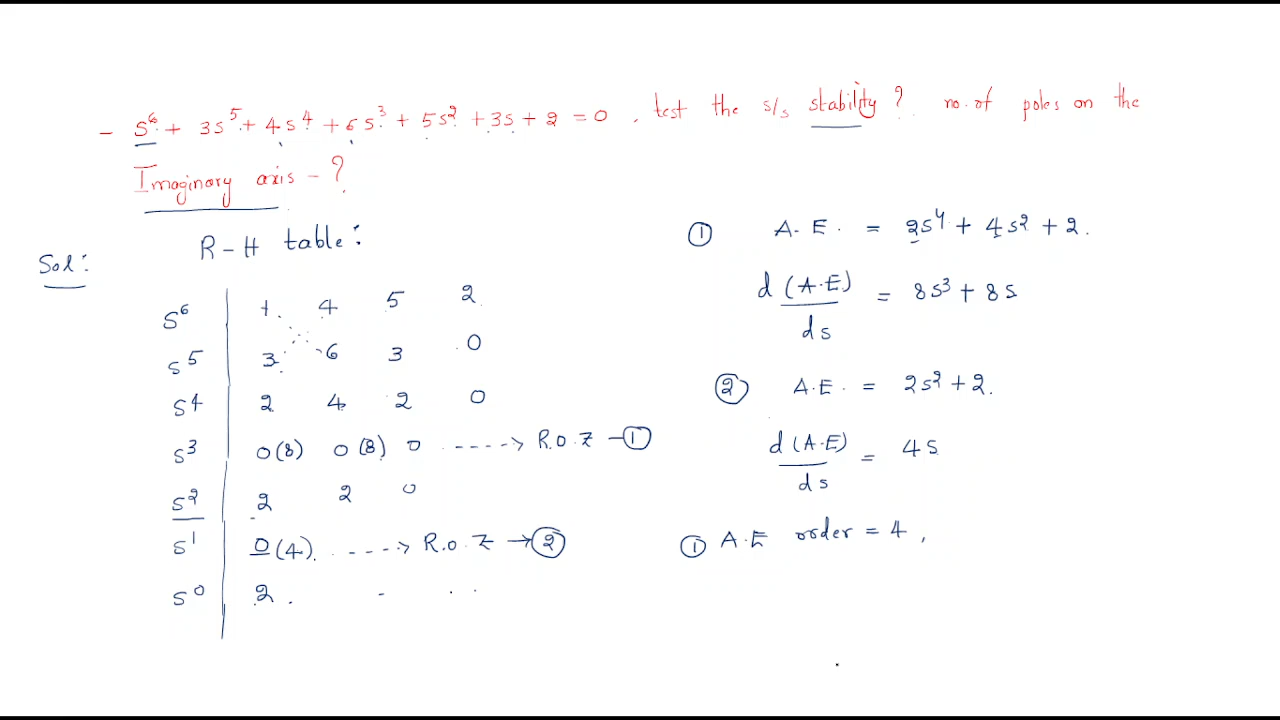 - S⁶ + 3s⁵ + 4s⁴ + 6s³ + 5s² + 3s + 2 = 0 , test the s/s stability ? no. of poles on the
Imaginary axis - ?
Sol :
R-H table :
S⁶ | 1 4 5 2
s⁵ | 3 6 3 0
s⁴ | 2 4 2 0
s³ | 0(8) 0(8) 0 ----> R.O.Z - ①
s² | 2 2 0
s¹ | 0(4) ----> R.O.Z → ②
s⁰ | 2
① A.E. = 2s⁴ + 4s² + 2.
d(A.E)/ds = 8s³ + 8s
② A.E. = 2s² + 2.
d(A.E)/ds = 4s
① A.E order = 4 ,